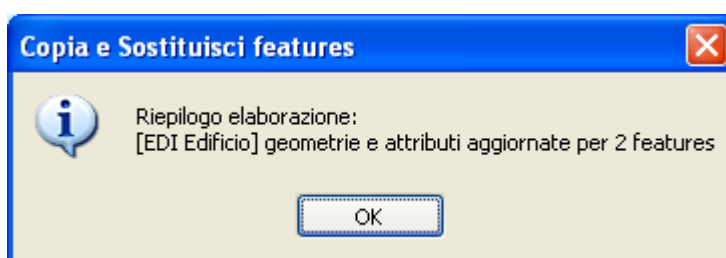 Copia e Sostituisci features
Riepilogo elaborazione:
[EDI Edificio] geometrie e attributi aggiornate per 2 features
OK